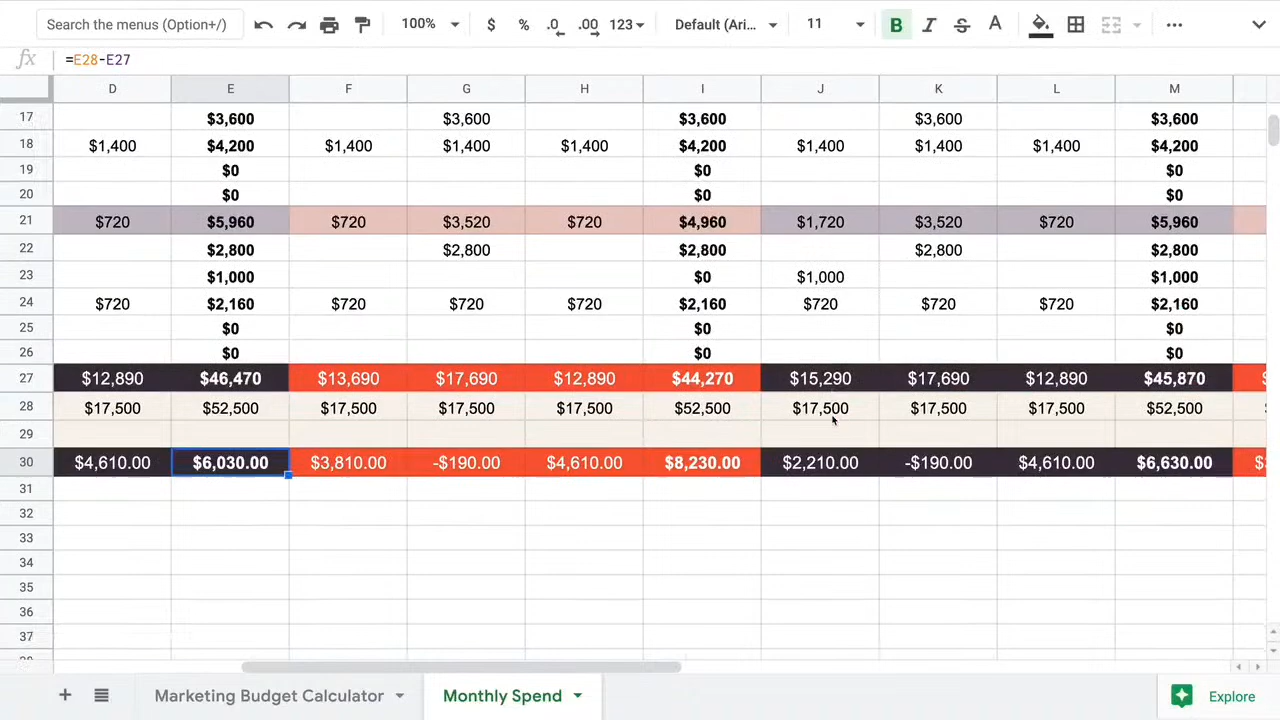 Search the menus (Option+/) 100% $ % .0 .00 123 Default (Ari... 11 B I S A ...
fx =E28-E27
D E F G H I J K L M
17 $3,600 $3,600 $3,600 $3,600 $3,600
18 $1,400 $4,200 $1,400 $1,400 $1,400 $4,200 $1,400 $1,400 $1,400 $4,200
19 $0 $0 $0
20 $0 $0 $0
21 $720 $5,960 $720 $3,520 $720 $4,960 $1,720 $3,520 $720 $5,960
22 $2,800 $2,800 $2,800 $2,800 $2,800
23 $1,000 $0 $1,000 $1,000
24 $720 $2,160 $720 $720 $720 $2,160 $720 $720 $720 $2,160
25 $0 $0 $0
26 $0 $0 $0
27 $12,890 $46,470 $13,690 $17,690 $12,890 $44,270 $15,290 $17,690 $12,890 $45,870
28 $17,500 $52,500 $17,500 $17,500 $17,500 $52,500 $17,500 $17,500 $17,500 $52,500
29
30 $4,610.00 $6,030.00 $3,810.00 -$190.00 $4,610.00 $8,230.00 $2,210.00 -$190.00 $4,610.00 $6,630.00
31
32
33
34
35
36
37
+ Marketing Budget Calculator Monthly Spend Explore